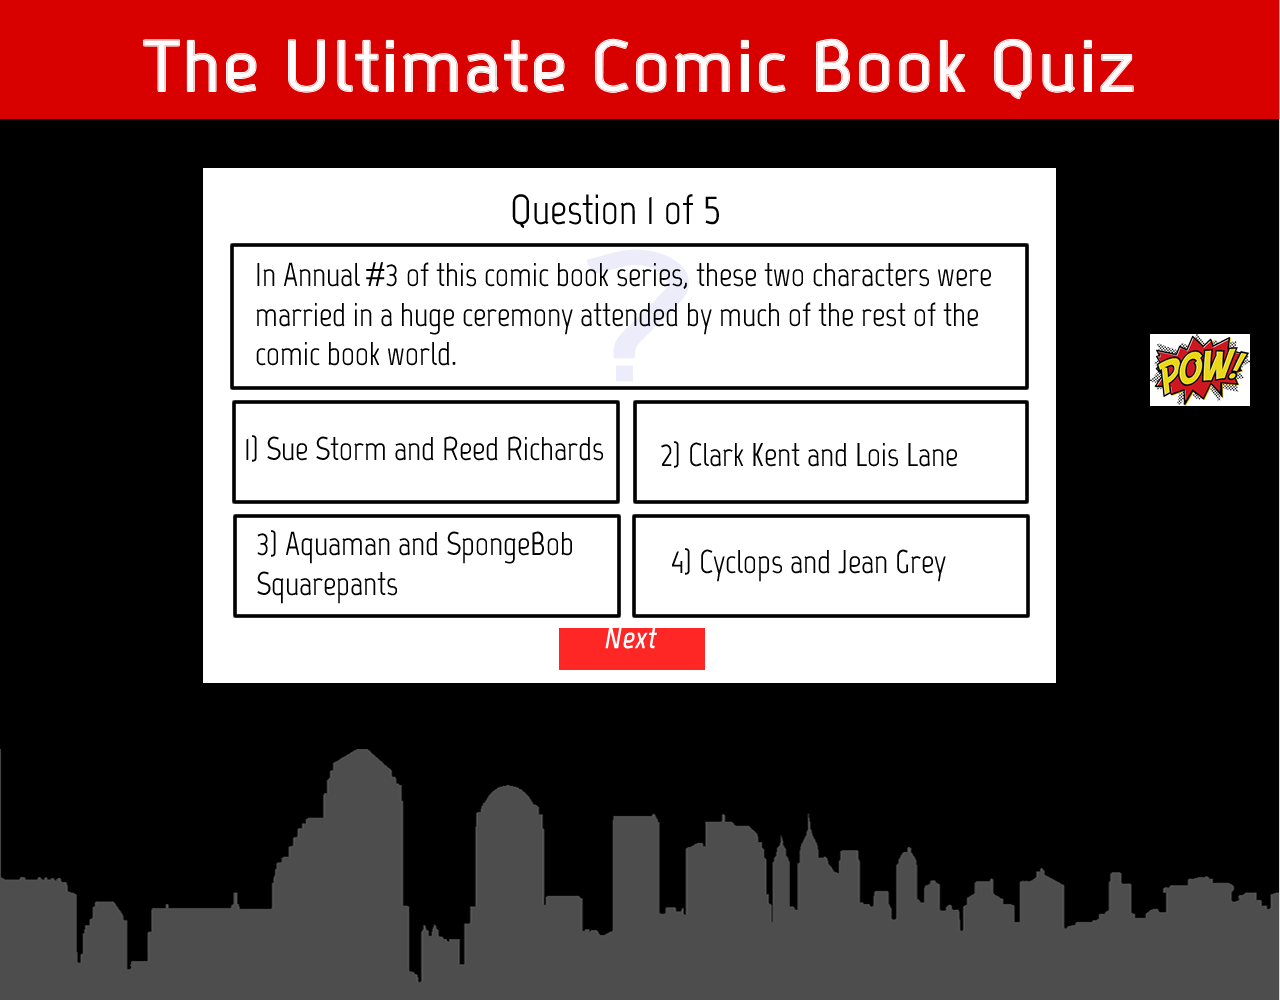 The Ultimate Comic Book Quiz
Question 1 of 5
?
In Annual #3 of this comic book series, these two characters were
married in a huge ceremony attended by much of the rest of the
comic book world.
POW!
1) Sue Storm and Reed Richards
2) Clark Kent and Lois Lane
3) Aquaman and SpongeBob
Squarepants
4) Cyclops and Jean Grey
Next